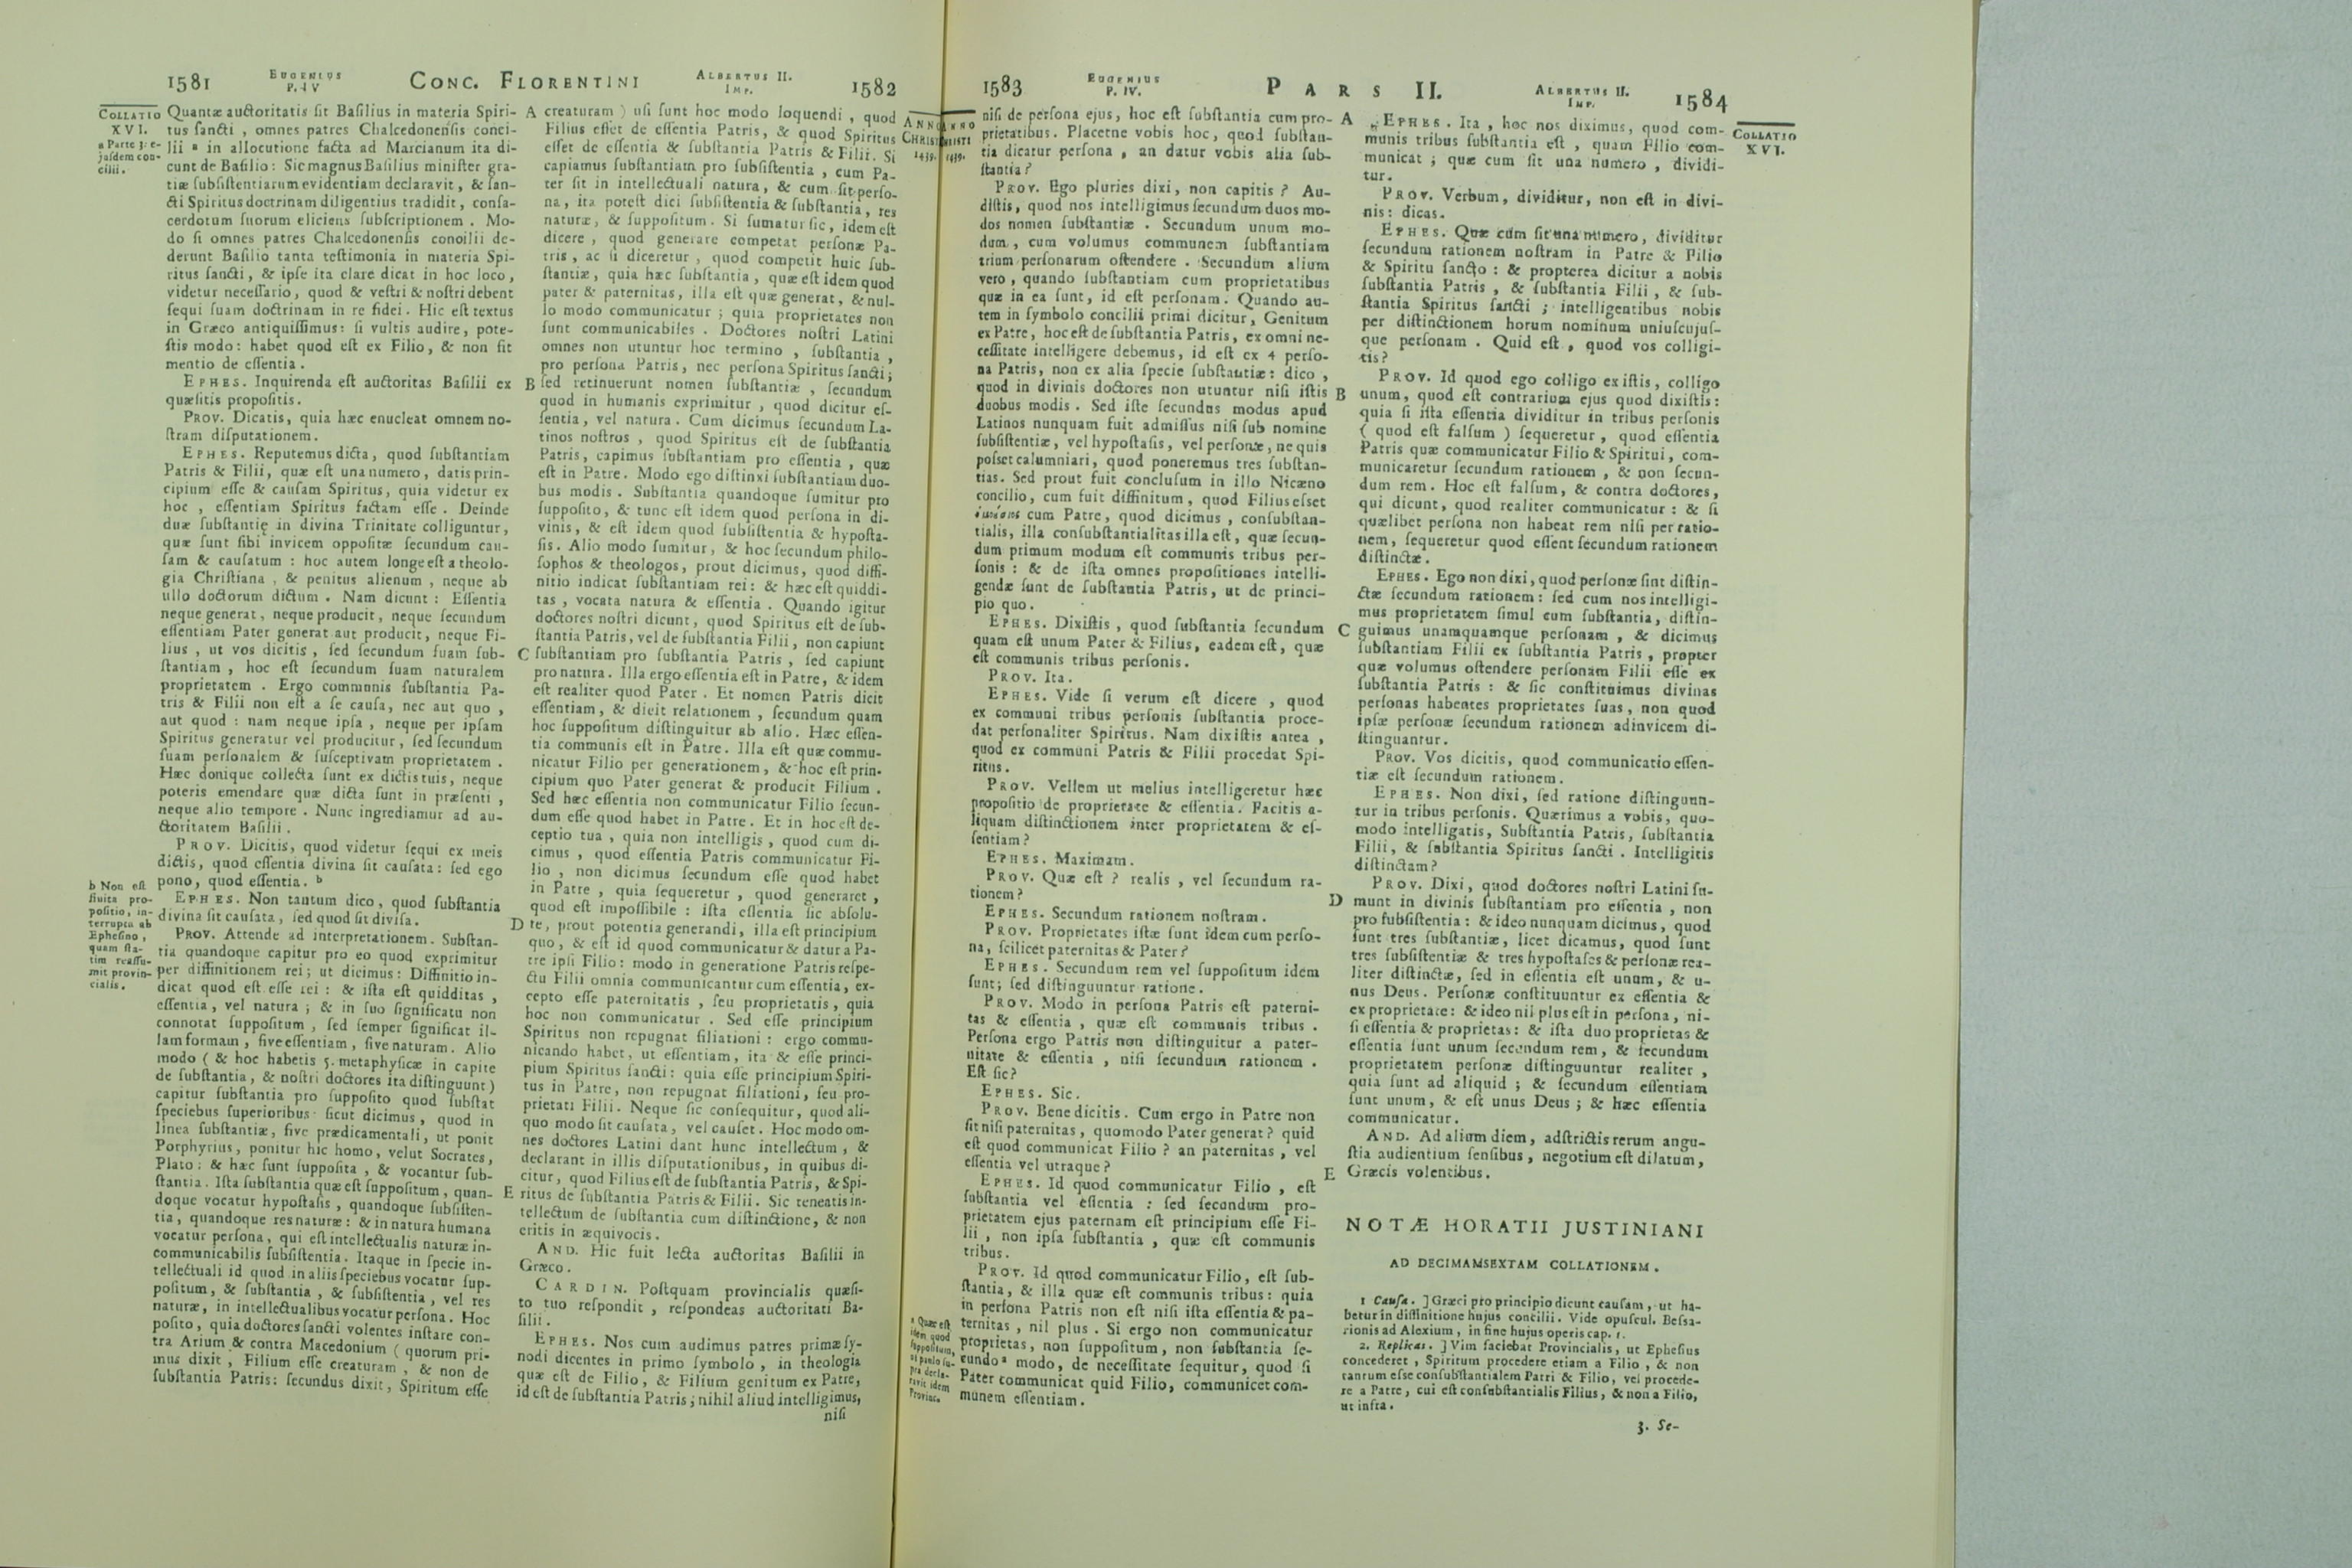 1581 EUGENIUS P. IV CONC. FLORENTINI ALBERTUS II. IMP. 1582
COLLATIO
XVI.
a Parte 3: e-
jusdem con-
cilii.
Quantæ auctoritatis sit Basilius in materia Spiri-
tus sancti, omnes patres Chalcedonensis conci-
lii a in allocutione facta ad Marcianum ita di-
cunt de Basilio: Sic magnus Basilius minister gra-
tiæ subsistentiarum evidentiam declaravit, & san-
cti Spiritus doctrinam diligentius tradidit, consa-
cerdotum suorum eliciens subscriptionem. Mo-
do si omnes patres Chalcedonensis conoilii de-
derunt Basilio tanta testimonia in materia Spi-
ritus sancti, & ipse ita clare dicat in hoc loco,
videtur necessario, quod & vestri & nostri debent
sequi suam doctrinam in re fidei. Hic est textus
in Græco antiquissimus: si vultis audire, pote-
stis modo: habet quod est ex Filio, & non sit
mentio de essentia.
EPHES. Inquirenda est auctoritas Basilii ex
quæsitis propositis.
PROV. Dicatis, quia hæc enucleat omnem no-
stram disputationem.
EPHES. Reputemus dicta, quod substantiam
Patris & Filii, quæ est una numero, datis prin-
cipium esse & causam Spiritus, quia videtur ex
hoc, essentiam Spiritus factam esse. Deinde
duæ substantię in divina Trinitate colliguntur,
quæ sunt sibi invicem oppositæ secundum cau-
sam & causatum: hoc autem longe est a theolo-
gia Christiana, & penitus alienum, neque ab
ullo doctorum dictum. Nam dicunt: Essentia
neque generat, neque producit, neque secundum
essentiam Pater generat aut producit, neque Fi-
lius, ut vos dicitis, sed secundum suam sub-
stantiam, hoc est secundum suam naturalem
proprietatem. Ergo communis substantia Pa-
tris & Filii non est a se causa, nec aut quo,
aut quod: nam neque ipsa, neque per ipsam
Spiritus generatur vel producitur, sed secundum
suam personalem & susceptivam proprietatem.
Hæc donique collecta sunt ex dictis tuis, neque
poteris emendare quæ dicta sunt in præsenti,
neque alio tempore. Nunc ingrediamur ad au-
ctoritatem Basilii.
PROV. Dicitis, quod videtur sequi ex meis
dictis, quod essentia divina sit causata: sed ego
pono, quod essentia. b
b Non est
finita pro-
positio, in-
terrupta ab
Ephesino,
quam sta-
tim reassu-
mit provin-
cialis.
EPHES. Non tantum dico, quod substantia
divina sit causata, sed quod sit divisa.
PROV. Attende ad interpretationem. Substan-
tia quandoque capitur pro eo quod exprimitur
per diffinitionem rei; ut dicimus: Diffinitio in-
dicat quod est esse rei: & ista est quidditas,
essentia, vel natura; & in suo significatu non
connotat suppositum, sed semper significat il-
lam formam, sive essentiam, sive naturam. Alio
modo (& hoc habetis 5. metaphysicæ in capite
de substantia, & nostri doctores ita distinguunt)
capitur substantia pro supposito quod substat
speciebus superioribus sicut dicimus, quod in
linea substantiæ, sive prædicamentali, ut ponit
Porphyrius, ponitur hic homo, velut Socrates,
Plato: & hæc sunt supposita, & vocantur sub-
stantia. Ista substantia quæ est suppositum, quan-
doque vocatur hypostasis, quandoque subsisten-
tia, quandoque res naturæ: & in natura humana
vocatur persona, qui est intellectualis naturæ in-
communicabilis subsistentia. Itaque in specie in-
tellectuali id quod in aliis speciebus vocatur sup-
positum, & substantia, & subsistentia, vel res
naturæ, in intellectualibus vocatur persona. Hoc
posito, quia doctores sancti volentes instare con-
tra Arium & contra Macedonium (quorum pri-
mus dixit, Filium esse creaturam, & non de
substantia Patris: secundus dixit, Spiritum esse
A
B
C
D
E
creaturam) usi sunt hoc modo loquendi, quod
Filius esset de essentia Patris, & quod Spiritus
esset de essentia & substantia Patris & Filii. Si
capiamus substantiam pro subsistentia, cum Pa-
ter sit in intellectuali natura, & cum sit perso-
na, ita potest dici subsistentia & substantia, res
naturæ, & suppositum. Si sumatur sic, idem est
dicere, quod generare competat personæ Pa-
tris, ac si diceretur, quod competit huic sub-
stantiæ, quia hæc substantia, quæ est idem quod
pater & paternitas, illa est quæ generat, & nul-
lo modo communicatur; quia proprietates non
sunt communicabiles. Doctores nostri Latini
omnes non utuntur hoc termino, substantia,
pro persona Patris, nec persona Spiritus sancti;
sed retinuerunt nomen substantiæ, secundum
quod in humanis exprimitur, quod dicitur es-
sentia, vel natura. Cum dicimus secundum La-
tinos nostros, quod Spiritus est de substantia
Patris, capimus substantiam pro essentia, quæ
est in Patre. Modo ego distinxi substantiam duo-
bus modis. Substantia quandoque sumitur pro
supposito, & tunc est idem quod persona in di-
vinis, & est idem quod subsistentia & hyposta-
sis. Alio modo sumitur, & hoc secundum philo-
sophos & theologos, prout dicimus, quod diffi-
nitio indicat substantiam rei: & hæc est quiddi-
tas, vocata natura & essentia. Quando igitur
doctores nostri dicunt, quod Spiritus est de sub-
stantia Patris, vel de substantia Filii, non capiunt
substantiam pro substantia Patris, sed capiunt
pro natura. Illa ergo essentia est in Patre, & idem
est realiter quod Pater. Et nomen Patris dicit
essentiam, & dicit relationem, secundum quam
hoc suppositum distinguitur ab alio. Hæc essen-
tia communis est in Patre. Illa est quæ commu-
nicatur Filio per generationem, & hoc est prin-
cipium quo Pater generat & producit Filium.
Sed hæc essentia non communicatur Filio secun-
dum esse quod habet in Patre. Et in hoc est de-
ceptio tua, quia non intelligis, quod cum di-
cimus, quod essentia Patris communicatur Fi-
lio, non dicimus secundum esse quod habet
in Patre, quia sequeretur, quod generaret,
quod est impossibile: ista essentia sic absolu-
te, prout potentia generandi, illa est principium
quo, & est id quod communicatur & datur a Pa-
tre ipsi Filio: modo in generatione Patris respe-
ctu Filii omnia communicantur cum essentia, ex-
cepto esse paternitatis, seu proprietatis, quia
hoc non communicatur. Sed esse principium
Spiritus non repugnat filiationi: ergo commu-
nicando habet, ut essentiam, ita & esse princi-
pium Spiritus sancti: quia esse principium Spiri-
tus in Patre, non repugnat filiationi, seu pro-
prietati Filii. Neque sic consequitur, quod ali-
quo modo sit causata, vel causet. Hoc modo om-
nes doctores Latini dant hunc intellectum, &
declarant in illis disputationibus, in quibus di-
citur, quod Filius est de substantia Patris, & Spi-
ritus de substantia Patris & Filii. Sic teneatis in-
tellectum de substantia cum distinctione, & non
eritis in æquivocis.
AND. Hic fuit lecta auctoritas Basilii in
Græco.
CARDIN. Postquam provincialis quæsi-
to tuo respondit, respondeas auctoritati Ba-
silii.
EPHES. Nos cum audimus patres primæ sy-
nodi dicentes in primo symbolo, in theologia
quæ est de Filio, & Filium genitum ex Patre,
id est de substantia Patris; nihil aliud intelligimus,
nisi
ANNO
CHRISTI
1439.
1583 EUGENIUS P. IV. PARS II. ALBERTUS II. IMP. 1584
ANNO
1439.
nisi de persona ejus, hoc est substantia cum pro-
prietatibus. Placetne vobis hoc, quod substan-
tia dicatur persona, an datur vobis alia sub-
stantia?
PROV. Ego pluries dixi, non capitis? Au-
distis, quod nos intelligimus secundum duos mo-
dos nomen substantiæ. Secundum unum mo-
dum, cum volumus communem substantiam
trium personarum ostendere. Secundum alium
vero, quando substantiam cum proprietatibus
quæ in ea sunt, id est personam. Quando au-
tem in symbolo concilii primi dicitur, Genitum
ex Patre, hoc est de substantia Patris, ex omni ne-
cessitate intelligere debemus, id est ex 4 perso-
na Patris, non ex alia specie substantiæ: dico,
quod in divinis doctores non utuntur nisi istis
duobus modis. Sed iste secundus modus apud
Latinos nunquam fuit admissus nisi sub nomine
subsistentiæ, vel hypostasis, vel personæ, ne quis
posset calumniari, quod poneremus tres substan-
tias. Sed prout fuit conclusum in illo Nicæno
concilio, cum fuit diffinitum, quod Filius esset
cum Patre, quod dicimus, consubstan-
tialis, illa consubstantialitas illa est, quæ secun-
dum primum modum est communis tribus per-
sonis: & de ista omnes propositiones intelli-
gendæ sunt de substantia Patris, ut de princi-
pio quo.
EPHES. Dixistis, quod substantia secundum
quam est unum Pater & Filius, eadem est, quæ
est communis tribus personis.
PROV. Ita.
EPHES. Vide si verum est dicere, quod
ex communi tribus personis substantia proce-
dat personaliter Spiritus. Nam dixistis antea,
quod ex communi Patris & Filii procedat Spi-
ritus.
PROV. Vellem ut melius intelligeretur hæc
propositio de proprietate & essentia. Facitis a-
liquam distinctionem inter proprietatem & es-
sentiam?
EPHES. Maximam.
PROV. Quæ est? realis, vel secundum ra-
tionem?
EPHES. Secundum rationem nostram.
PROV. Proprietates istæ sunt idem cum perso-
na, scilicet paternitas & Pater?
EPHES. Secundum rem vel suppositum idem
sunt; sed distinguuntur ratione.
PROV. Modo in persona Patris est paterni-
tas & essentia, quæ est communis tribus.
Persona ergo Patris non distinguitur a pater-
nitate & essentia, nisi secundum rationem.
Est sic?
EPHES. Sic.
PROV. Bene dicitis. Cum ergo in Patre non
sit nisi paternitas, quomodo Pater generat? quid
est quod communicat Filio? an paternitas, vel
essentia vel utraque?
EPHES. Id quod communicatur Filio, est
substantia vel essentia: sed secundum pro-
prietatem ejus paternam est principium esse Fi-
lii, non ipsa substantia, quæ est communis
tribus.
PROV. Id quod communicatur Filio, est sub-
stantia, & illa quæ est communis tribus: quia
in persona Patris non est nisi ista essentia & pa-
ternitas, nil plus. Si ergo non communicatur
proprietas, non suppositum, non substantia se-
cundo a modo, de necessitate sequitur, quod si
Pater communicat quid Filio, communicet com-
munem essentiam.
a Quæ est
idem quod
suppositum,
ut paulo su-
pra decla-
ravit idem
Provinc.
A
B
C
D
E
EPHES. Ita, hoc nos diximus, quod com-
munis tribus substantia est, quam Filio com-
municat; quæ cum sit una numero, dividi-
tur.
PROV. Verbum, dividitur, non est in divi-
nis: dicas.
EPHES. Quæ cum sit una numero, dividitur
secundum rationem nostram in Patre & Filio
& Spiritu sancto: & propterea dicitur a nobis
substantia Patris, & substantia Filii, & sub-
stantia Spiritus sancti; intelligentibus nobis
per distinctionem horum nominum uniuscujus-
que personam. Quid est, quod vos colligi-
tis?
PROV. Id quod ego colligo ex istis, colligo
unum, quod est contrarium ejus quod dixistis:
quia si ista essentia dividitur in tribus personis
(quod est falsum) sequeretur, quod essentia
Patris quæ communicatur Filio & Spiritui, com-
municaretur secundum rationem, & non secun-
dum rem. Hoc est falsum, & contra doctores,
qui dicunt, quod realiter communicatur: & si
quælibet persona non habeat rem nisi per ratio-
nem, sequeretur quod essent secundum rationem
distinctæ.
EPHES. Ego non dixi, quod personæ sint distin-
ctæ secundum rationem: sed cum nos intelligi-
mus proprietatem simul cum substantia, distin-
guimus unamquamque personam, & dicimus
substantiam Filii ex substantia Patris, propter
quæ volumus ostendere personam Filii esse ex
substantia Patris: & sic constituimus divinas
personas habentes proprietates suas, non quod
ipsæ personæ secundum rationem adinvicem di-
stinguantur.
PROV. Vos dicitis, quod communicatio essen-
tiæ est secundum rationem.
EPHES. Non dixi, sed ratione distinguun-
tur in tribus personis. Quærimus a vobis, quo-
modo intelligatis, Substantia Patris, substantia
Filii, & substantia Spiritus sancti. Intelligitis
distinctam?
PROV. Dixi, quod doctores nostri Latini su-
munt in divinis substantiam pro essentia, non
pro subsistentia: & ideo nunquam dicimus, quod
sunt tres substantiæ, licet dicamus, quod sunt
tres subsistentiæ & tres hypostases & personæ rea-
liter distinctæ, sed in essentia est unum, & u-
nus Deus. Personæ constituuntur ex essentia &
ex proprietate: & ideo nil plus est in persona, ni-
si essentia & proprietas: & ista duo proprietas &
essentia sunt unum secundum rem, & secundum
proprietatem personæ distinguuntur realiter,
quia sunt ad aliquid; & secundum essentiam
sunt unum, & est unus Deus; & hæc essentia
communicatur.
AND. Ad alium diem, adstrictis rerum angu-
stia audientium sensibus, negotium est dilatum,
Græcis volentibus.
NOTÆ HORATII JUSTINIANI
AD DECIMAMSEXTAM COLLATIONEM.
1 Causa.] Græci pro principio dicunt causam, ut ha-
betur in diffinitione hujus concilii. Vide opuscul. Bessa-
rionis ad Alexium, in fine hujus operis cap. 1.
2. Replicas.] Vim faciebat Provincialis, ut Ephesius
concederet, Spiritum procedere etiam a Filio, & non
tantum esse consubstantialem Patri & Filio, vel procede-
re a Patre, cui est consubstantialis Filius, & non a Filio,
ut infra.
3. Se-
COLLATIO
XVI.